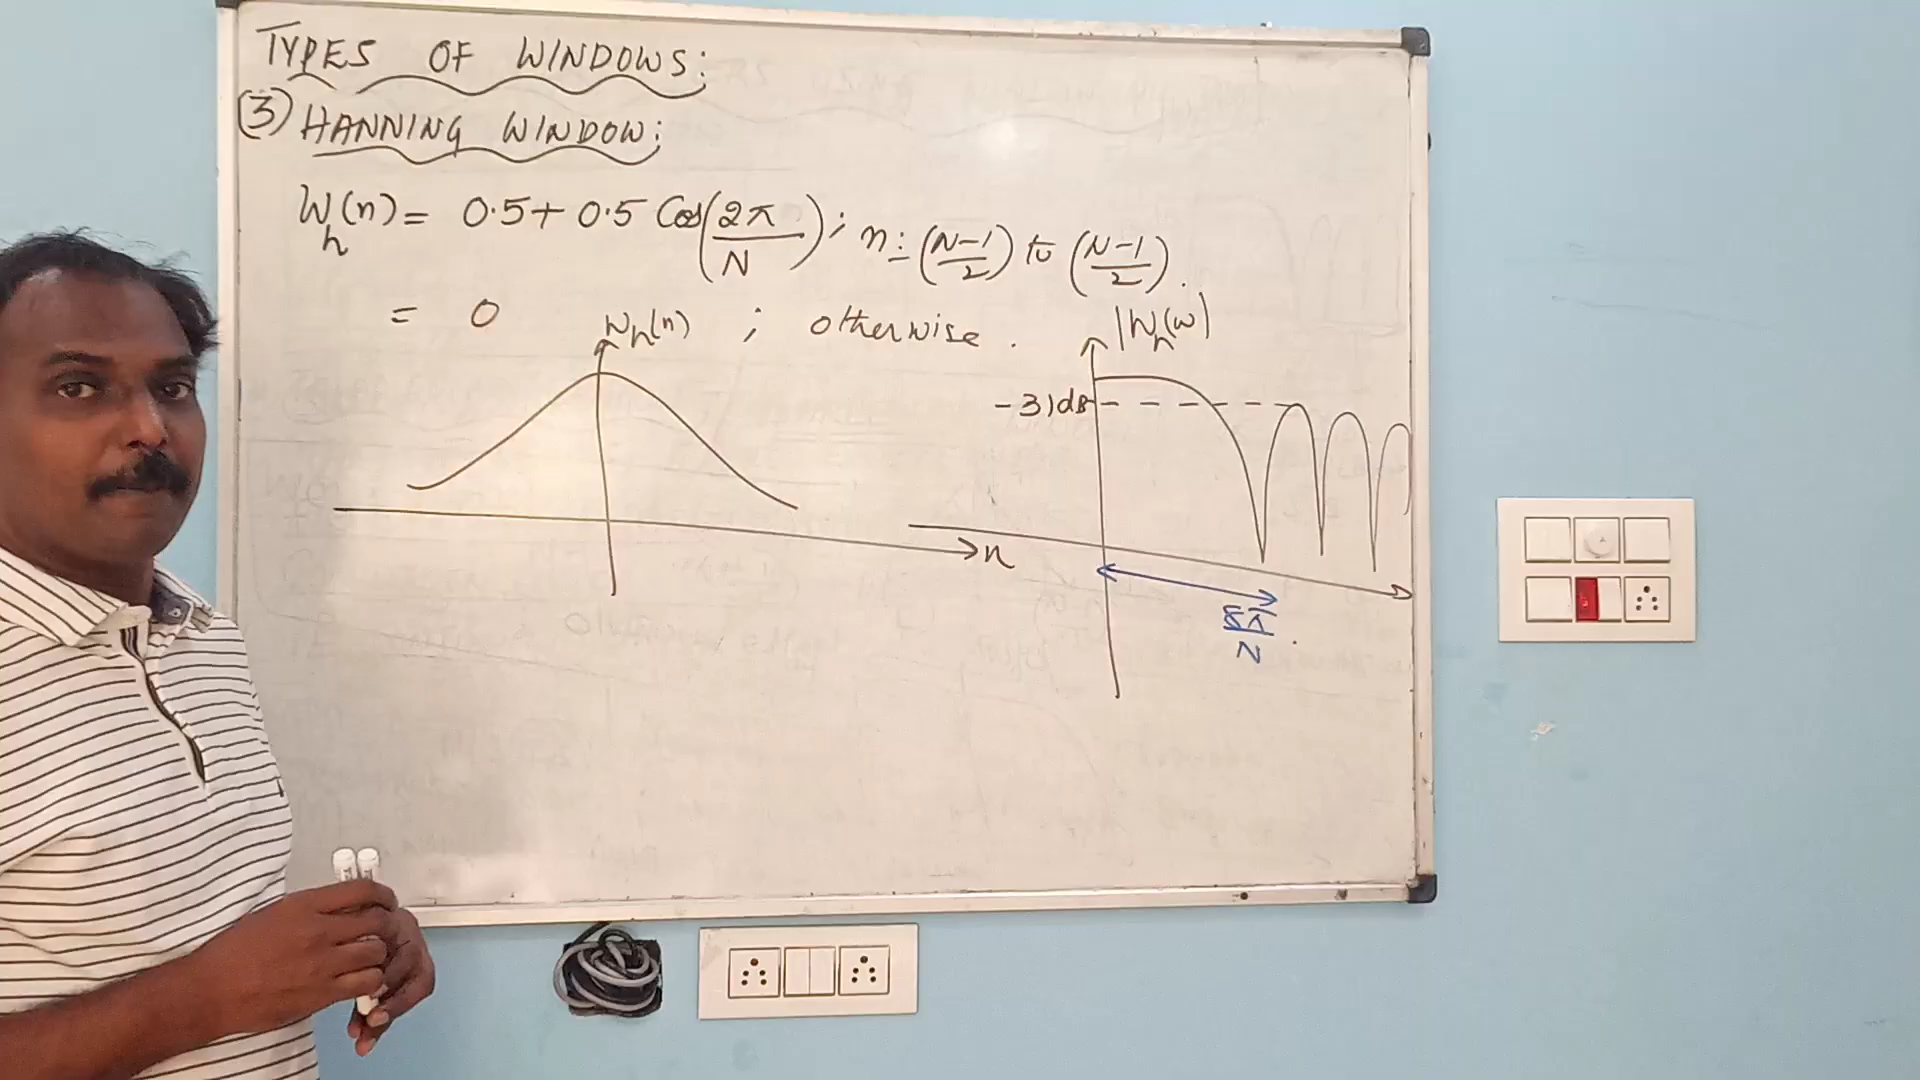 TYPES OF WINDOWS:
(3) HANNING WINDOW:
Wh(n) = 0.5 + 0.5 Cos(2π/N); n = (N-1/2) to (N-1/2).
= 0 ; otherwise.
Wh(n)
n
|Wh(w)|
-31dB
8π/N